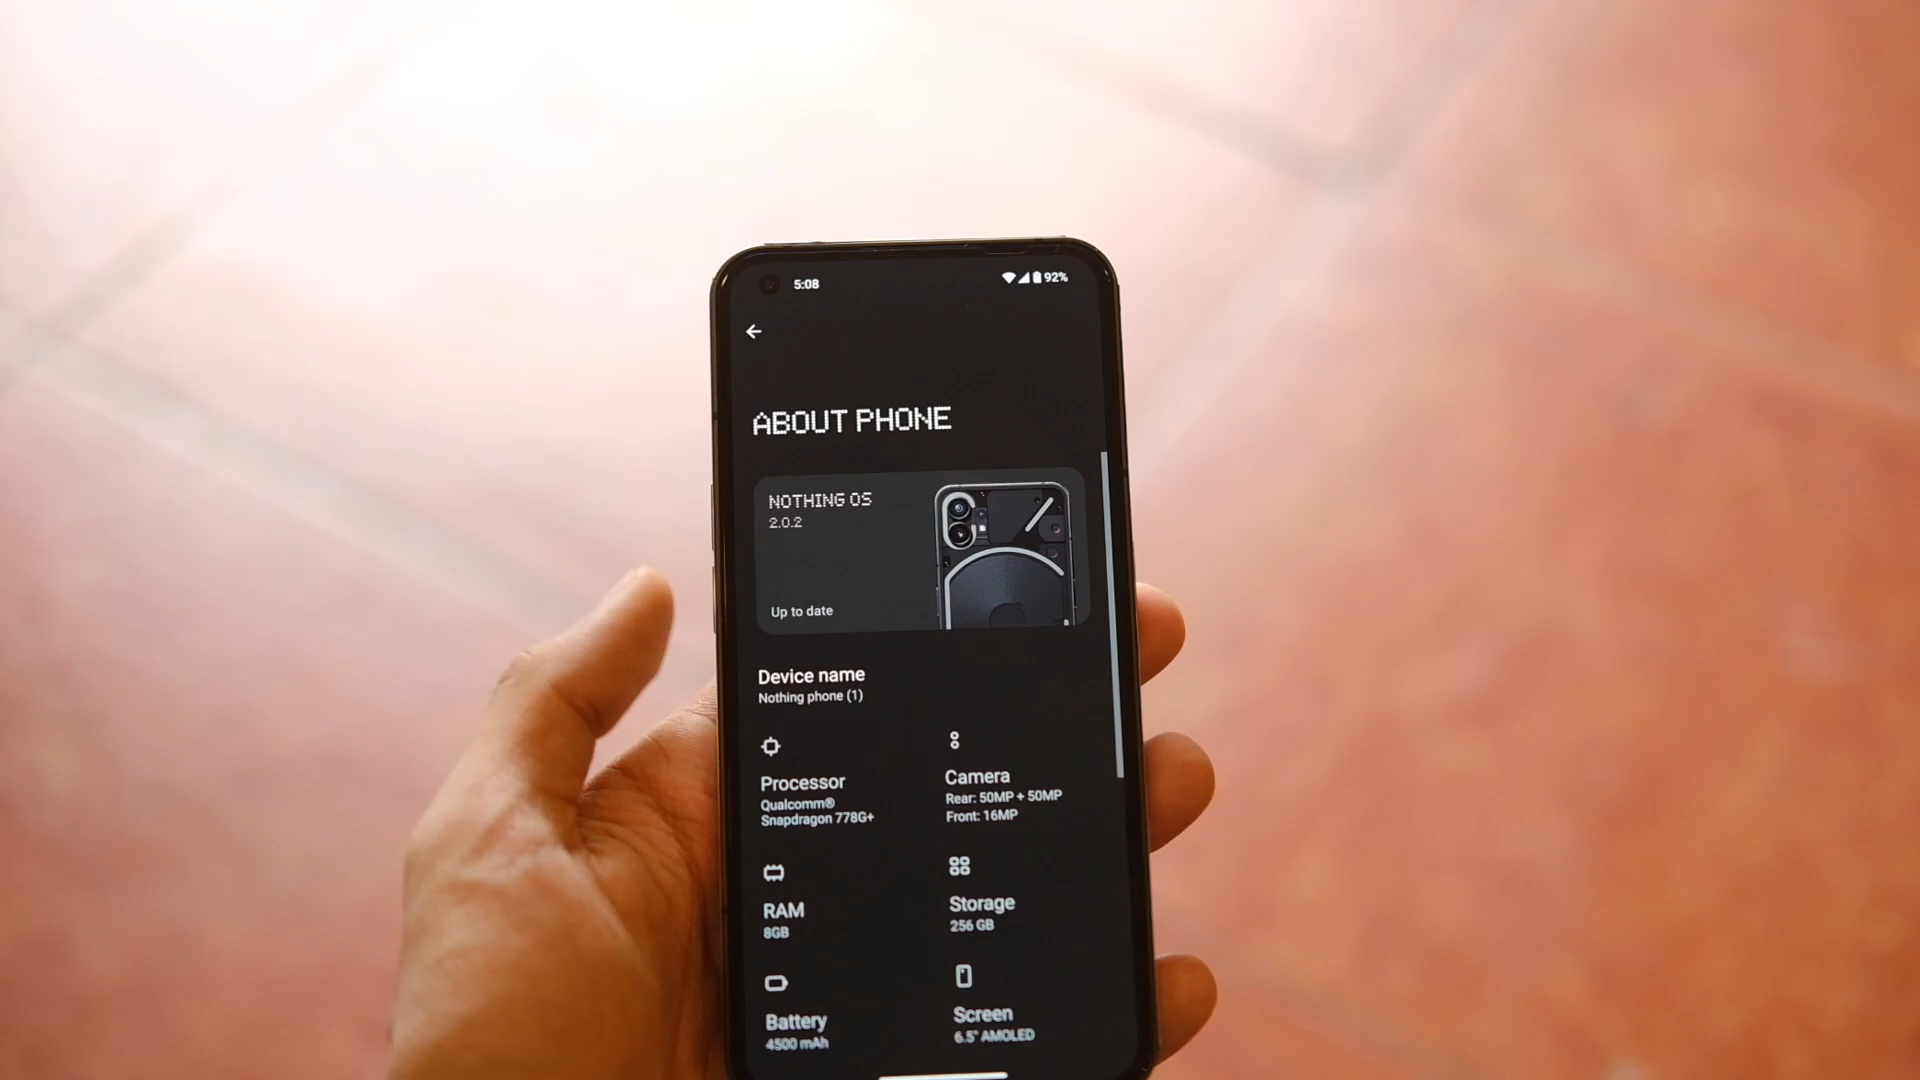 5:08
92%
ABOUT PHONE
NOTHING OS
2.0.2
Up to date
Device name
Nothing phone (1)
Processor
Qualcomm®
Snapdragon 778G+
Camera
Rear: 50MP + 50MP
Front: 16MP
RAM
8GB
Storage
256 GB
Battery
4500 mAh
Screen
6.5" AMOLED